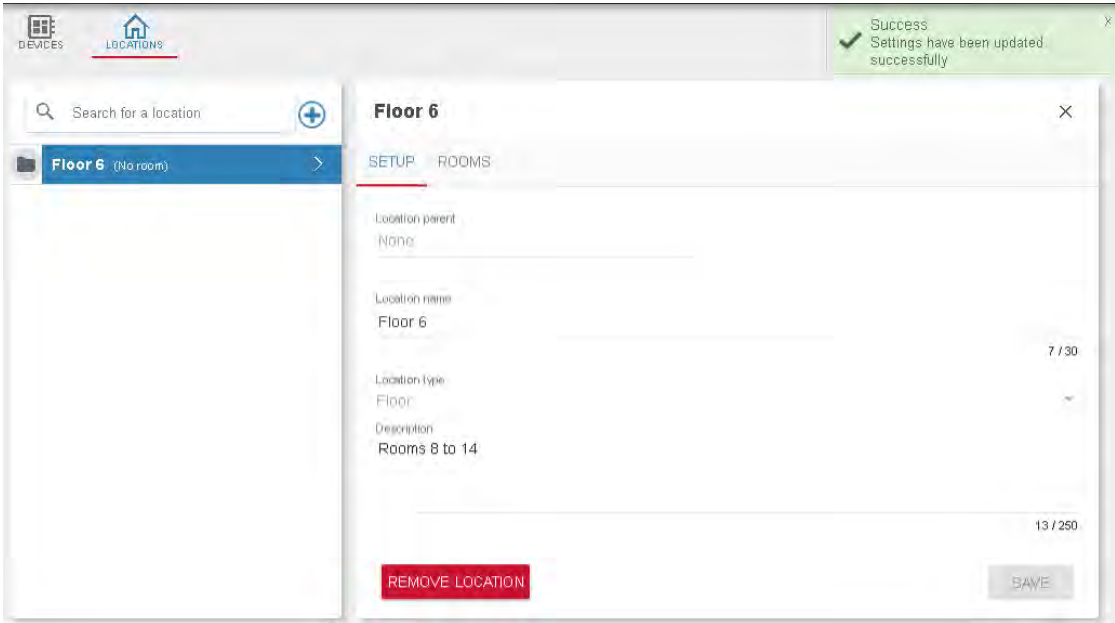 DEVICES
LOCATIONS
Success
Settings have been updated
successfully
x
Search for a location
Floor 6 (No room)
Floor 6
SETUP ROOMS
Location parent
None
Location name
Floor 6
7 / 30
Location type
Floor
Description
Rooms 8 to 14
13 / 250
REMOVE LOCATION
SAVE